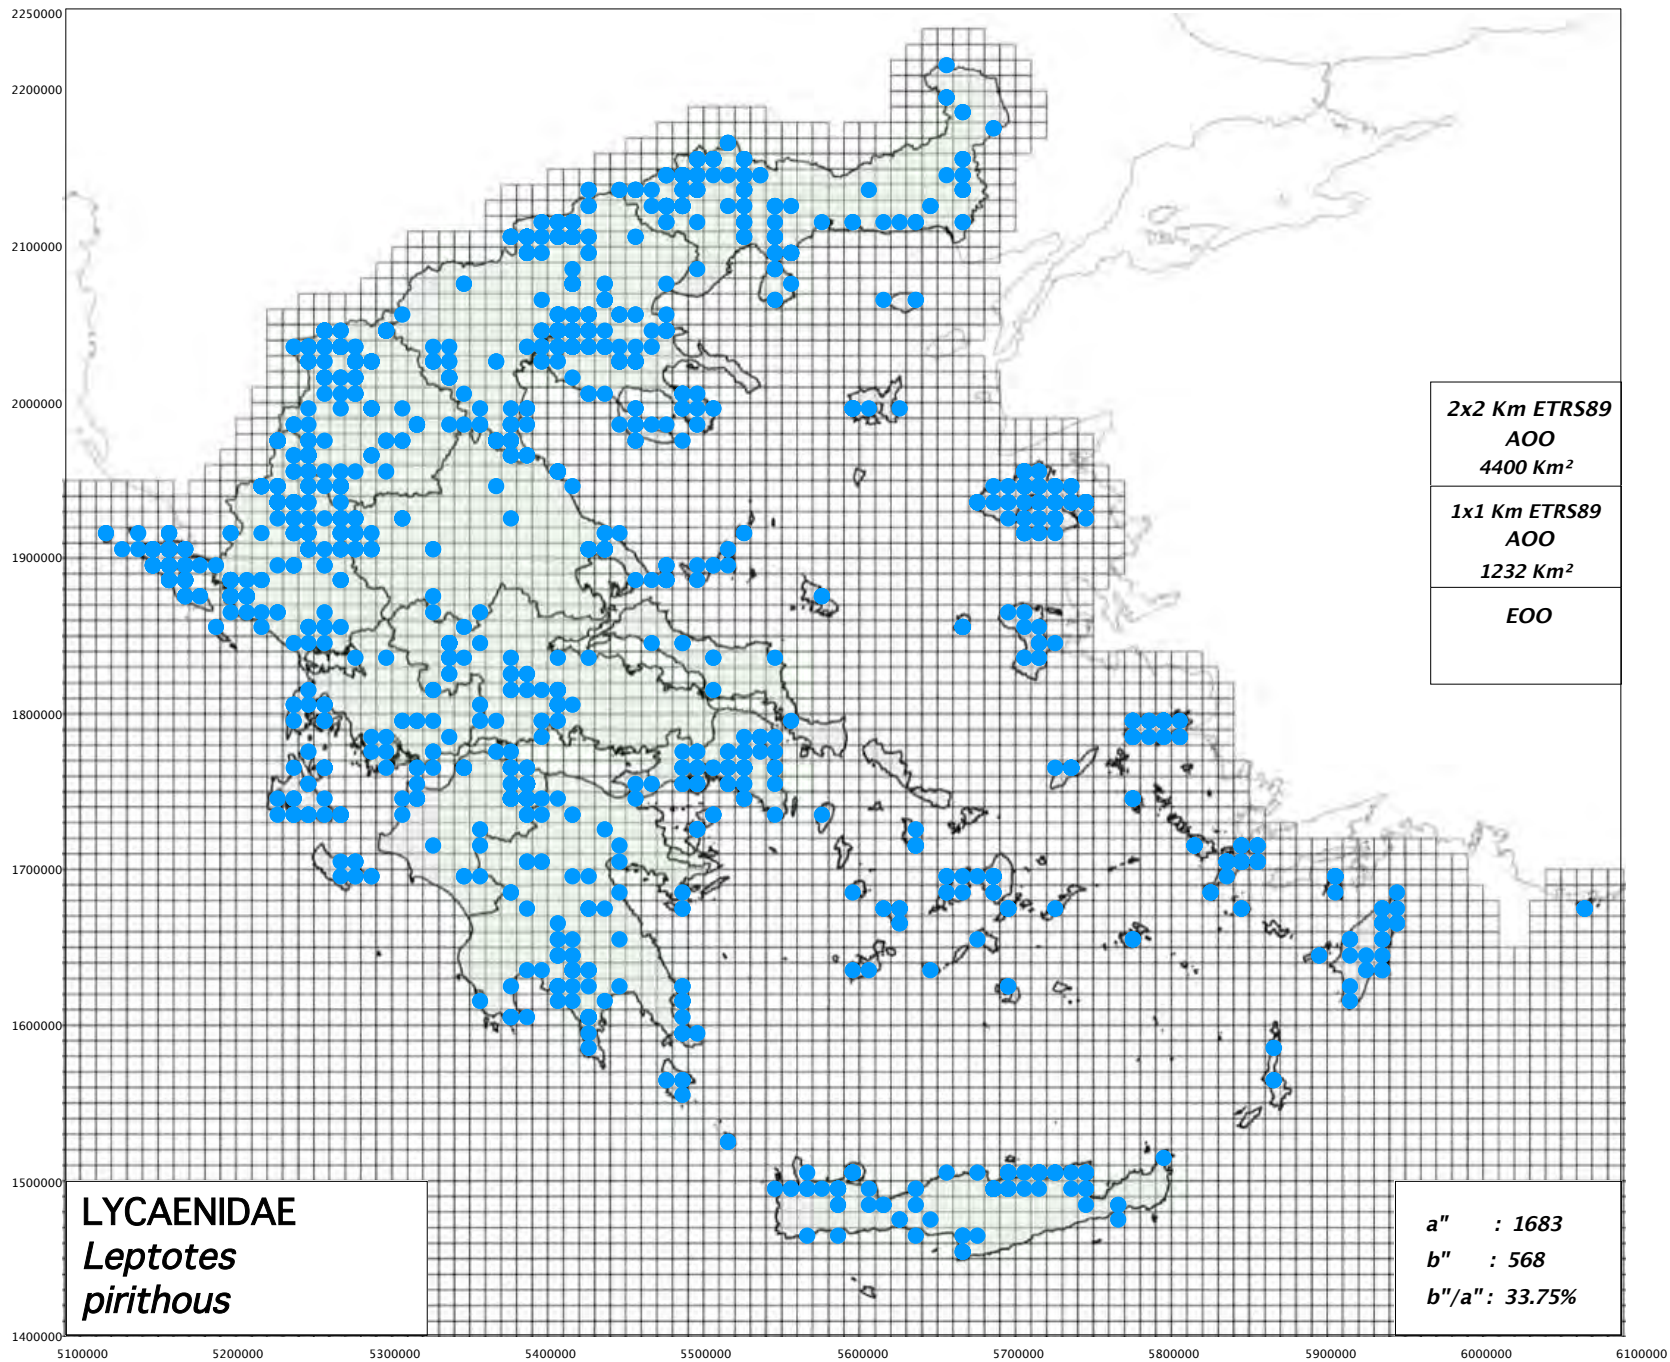 2250000
2200000
2100000
2000000
1900000
1800000
1700000
1600000
1500000
1400000
5100000 5200000 5300000 5400000 5500000 5600000 5700000 5800000 5900000 6000000 6100000
2x2 Km ETRS89
AOO
4400 Km²
1x1 Km ETRS89
AOO
1232 Km²
EOO
LYCAENIDAE
Leptotes
pirithous
a" : 1683
b" : 568
b"/a" : 33.75%